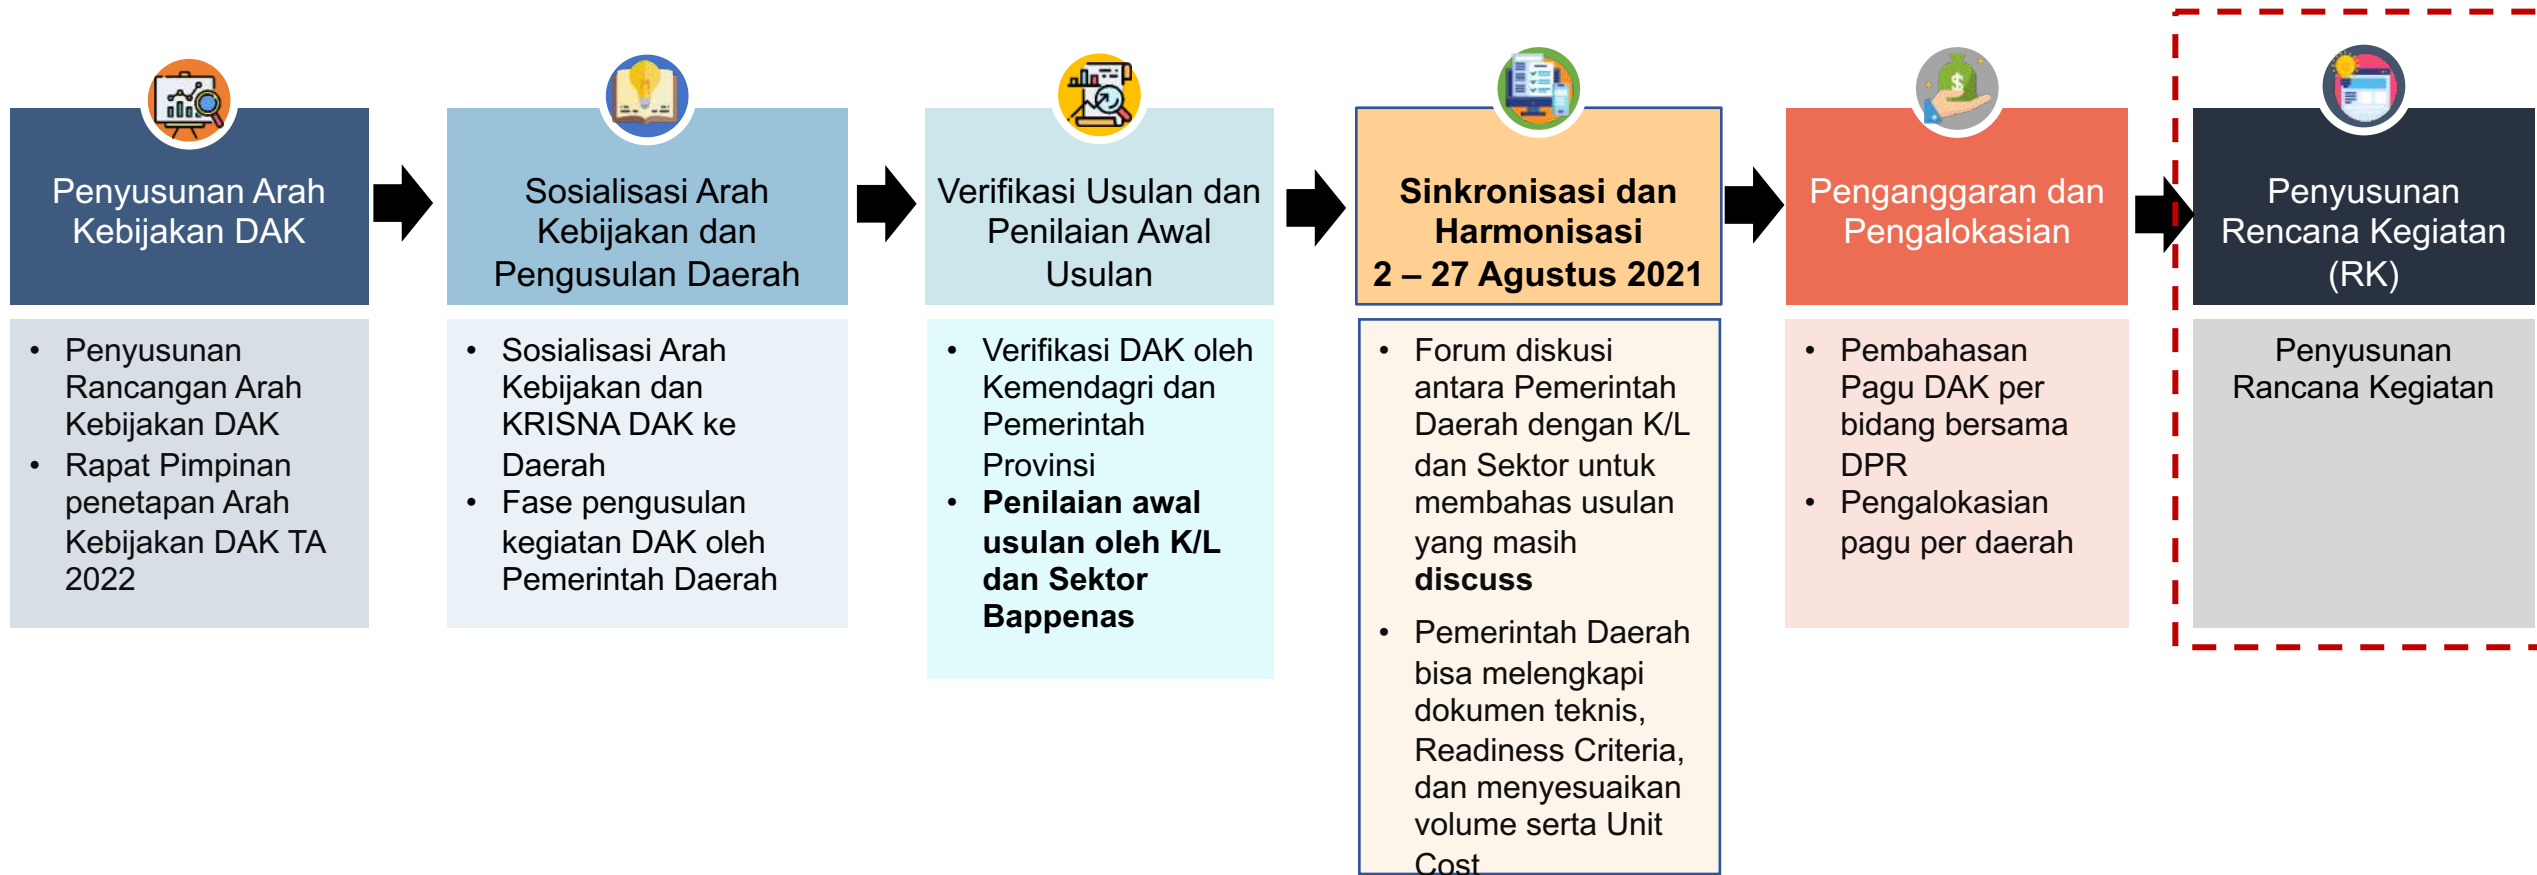 Penyusunan Arah
Kebijakan DAK
• Penyusunan
Rancangan Arah
Kebijakan DAK
• Rapat Pimpinan
penetapan Arah
Kebijakan DAK TA
2022
Sosialisasi Arah
Kebijakan dan
Pengusulan Daerah
• Sosialisasi Arah
Kebijakan dan
KRISNA DAK ke
Daerah
• Fase pengusulan
kegiatan DAK oleh
Pemerintah Daerah
Verifikasi Usulan dan
Penilaian Awal
Usulan
• Verifikasi DAK oleh
Kemendagri dan
Pemerintah
Provinsi
• Penilaian awal
usulan oleh K/L
dan Sektor
Bappenas
Sinkronisasi dan
Harmonisasi
2 – 27 Agustus 2021
• Forum diskusi
antara Pemerintah
Daerah dengan K/L
dan Sektor untuk
membahas usulan
yang masih
discuss
• Pemerintah Daerah
bisa melengkapi
dokumen teknis,
Readiness Criteria,
dan menyesuaikan
volume serta Unit
Cost
Penganggaran dan
Pengalokasian
• Pembahasan
Pagu DAK per
bidang bersama
DPR
• Pengalokasian
pagu per daerah
Penyusunan
Rencana Kegiatan
(RK)
Penyusunan
Rancana Kegiatan